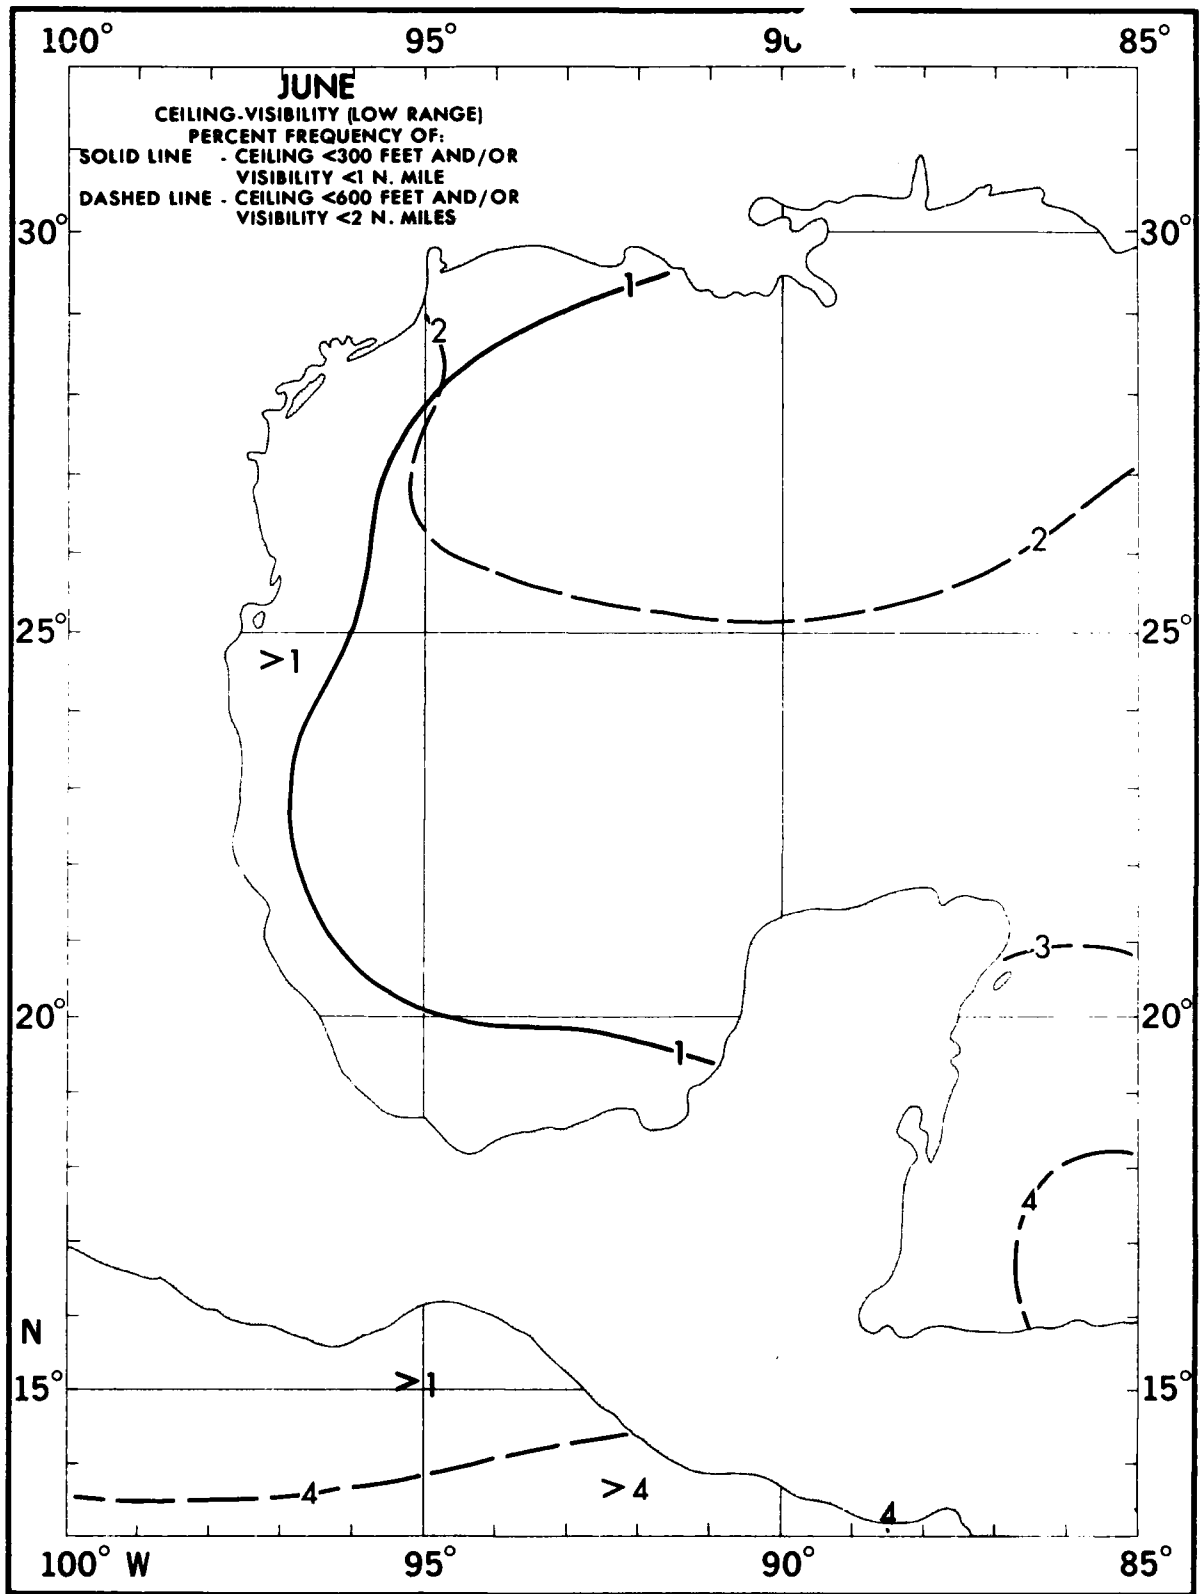 100° 95° 90 85°
JUNE
CEILING-VISIBILITY (LOW RANGE)
PERCENT FREQUENCY OF:
SOLID LINE - CEILING <300 FEET AND/OR
VISIBILITY <1 N. MILE
DASHED LINE - CEILING <600 FEET AND/OR
VISIBILITY <2 N. MILES
30° 30°
1
2
2
25° 25°
>1
3
20° 20°
1
4
N
>1
15° 15°
4 >4
4
100° W 95° 90° 85°